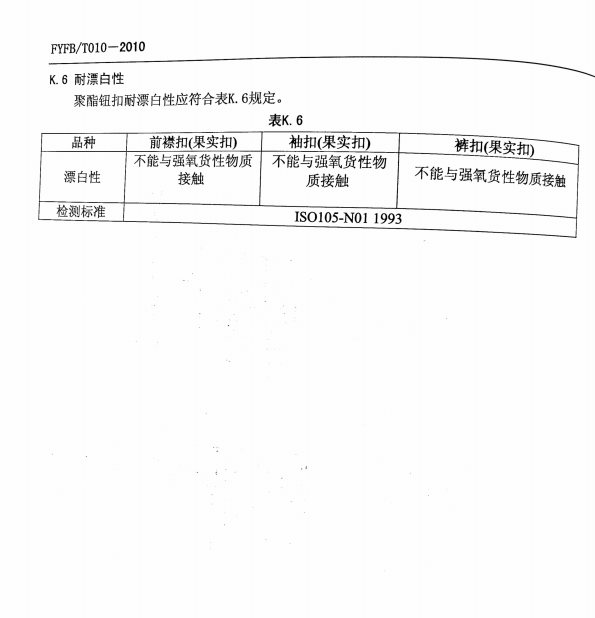 FYFB/T010—2010
K.6 耐漂白性
聚酯钮扣耐漂白性应符合表K.6规定。
表K.6
品种 前襟扣(果实扣) 袖扣(果实扣) 裤扣(果实扣)
漂白性 不能与强氧货性物质接触 不能与强氧货性物质接触 不能与强氧货性物质接触
检测标准 ISO105-N01 1993